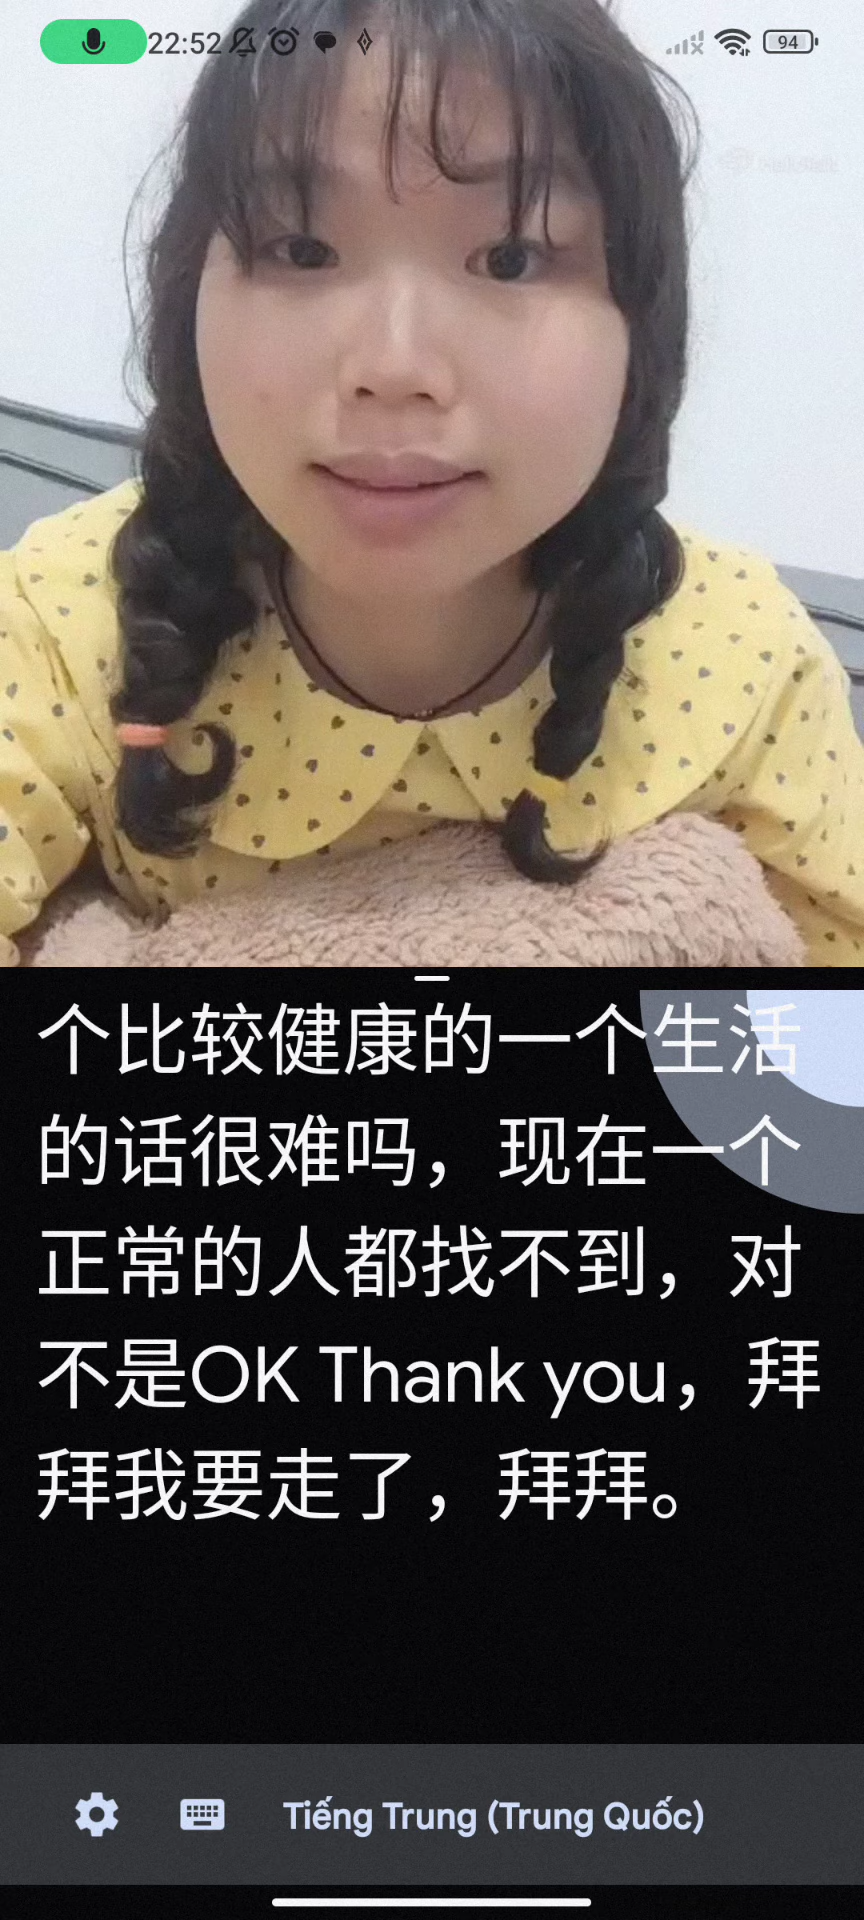 22:52
94
个比较健康的一个生活
的话很难吗，现在一个
正常的人都找不到，对
不是OK Thank you，拜
拜我要走了，拜拜。
Tiếng Trung (Trung Quốc)